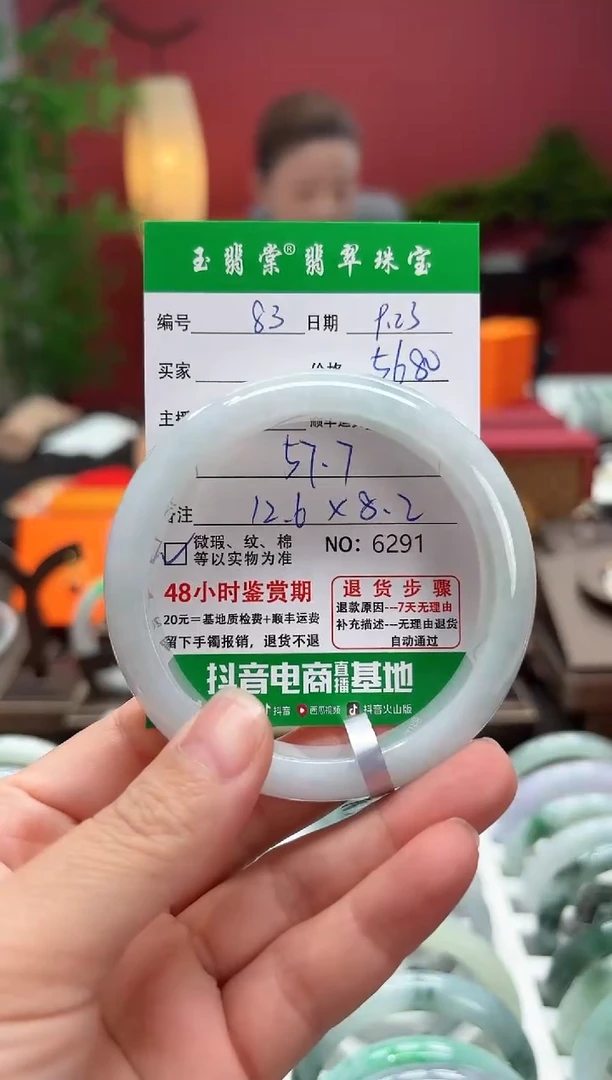 玉翡棠®翡翠珠宝
编号 83 日期 9.23
买家 价格 5680
主播
57.7
备注 12.6×8.2
微瑕、纹、棉
等以实物为准
NO：6291
48小时鉴赏期
20元=基地质检费+顺丰运费
留下手镯报销，退货不退
退货步骤
退款原因---7天无理由
补充描述---无理由退货
自动通过
抖音电商直播基地
抖音 西瓜视频 抖音火山版